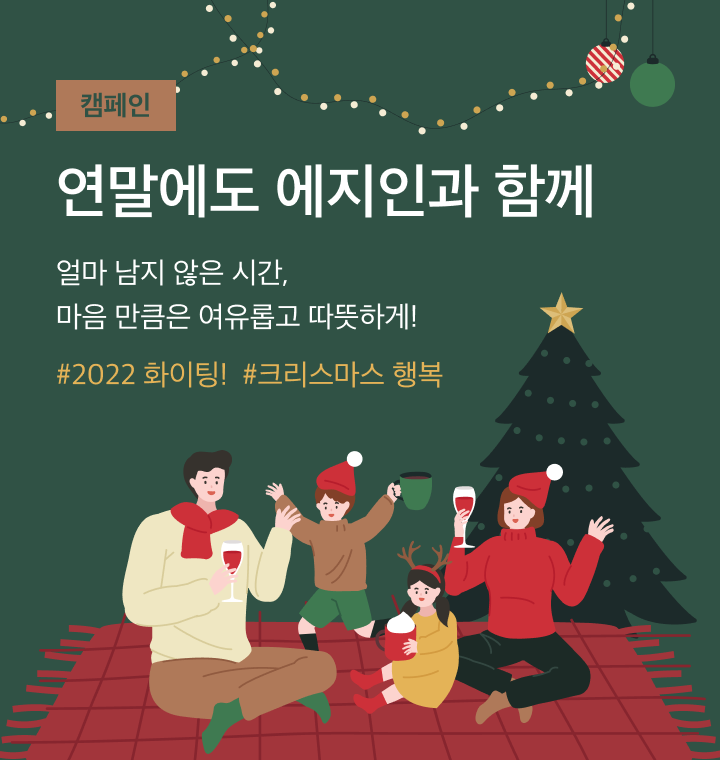 캠페인
연말에도 에지인과 함께
얼마 남지 않은 시간,
마음 만큼은 여유롭고 따뜻하게!
#2022 화이팅! #크리스마스 행복